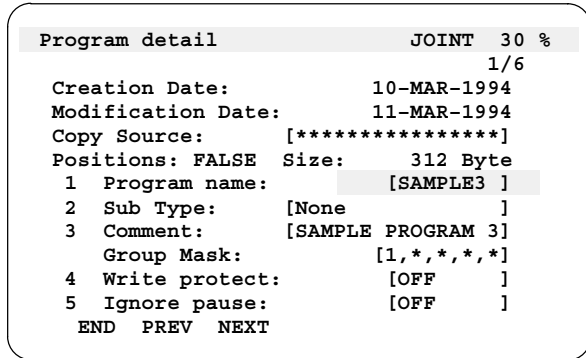 Program detail JOINT 30 %
1/6
Creation Date: 10-MAR-1994
Modification Date: 11-MAR-1994
Copy Source: [****************]
Positions: FALSE Size: 312 Byte
1 Program name: [SAMPLE3 ]
2 Sub Type: [None ]
3 Comment: [SAMPLE PROGRAM 3]
Group Mask: [1,*,*,*,*]
4 Write protect: [OFF ]
5 Ignore pause: [OFF ]
END PREV NEXT